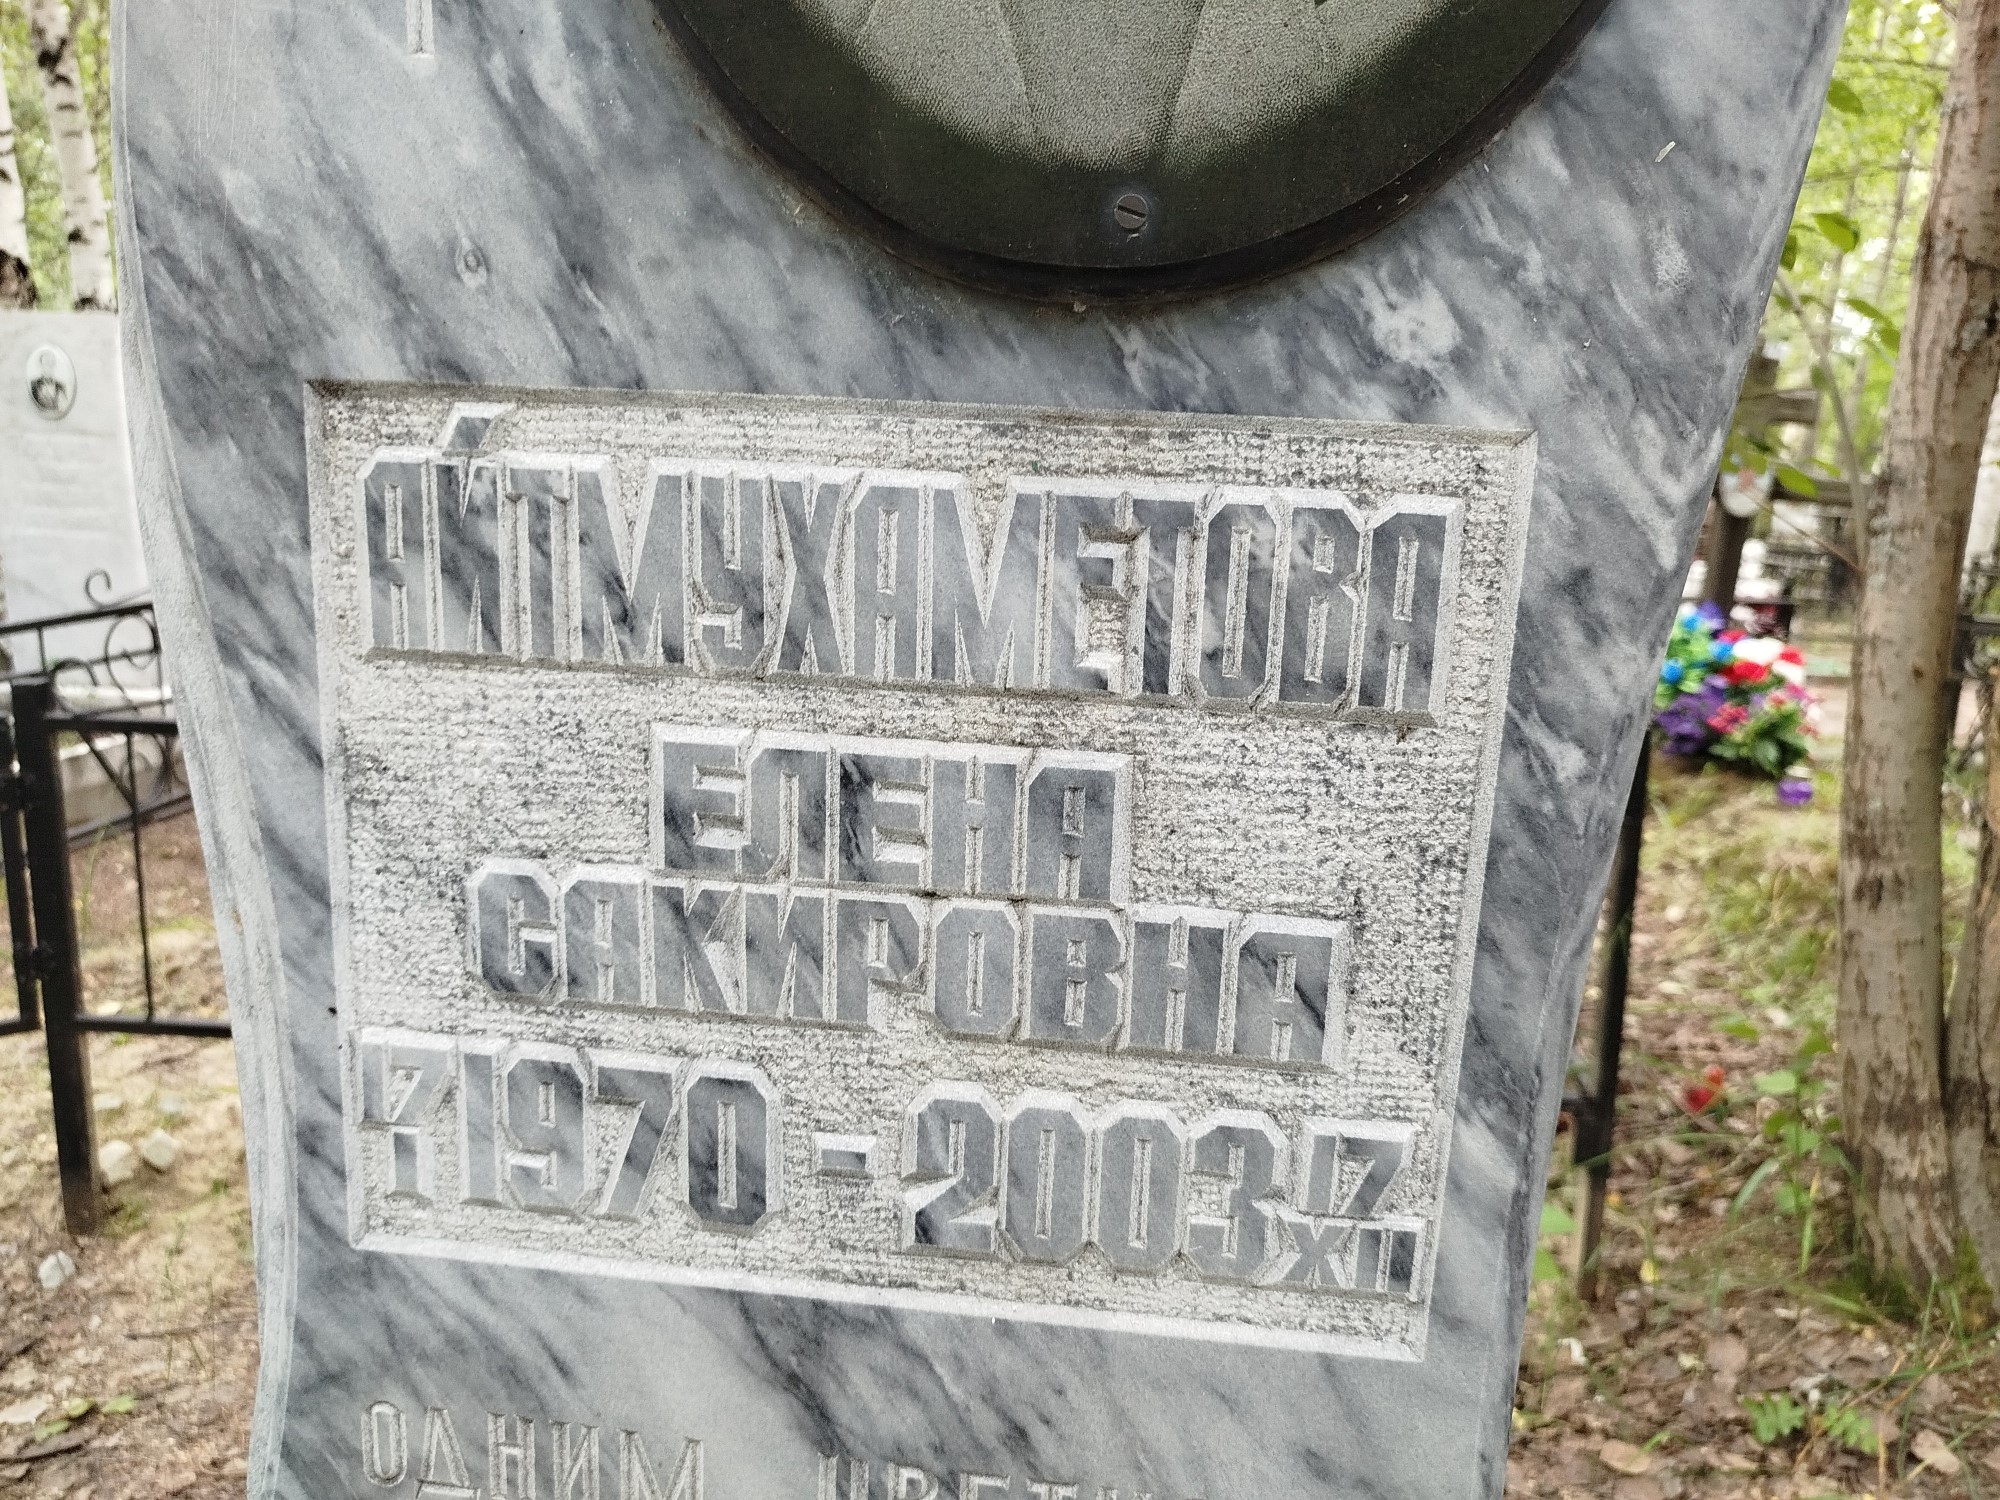 АЙТМУХАМЕТОВА
ЕЛЕНА
САКИРОВНА
17/I 1970 - 2003 17/XII
ОДНИМ